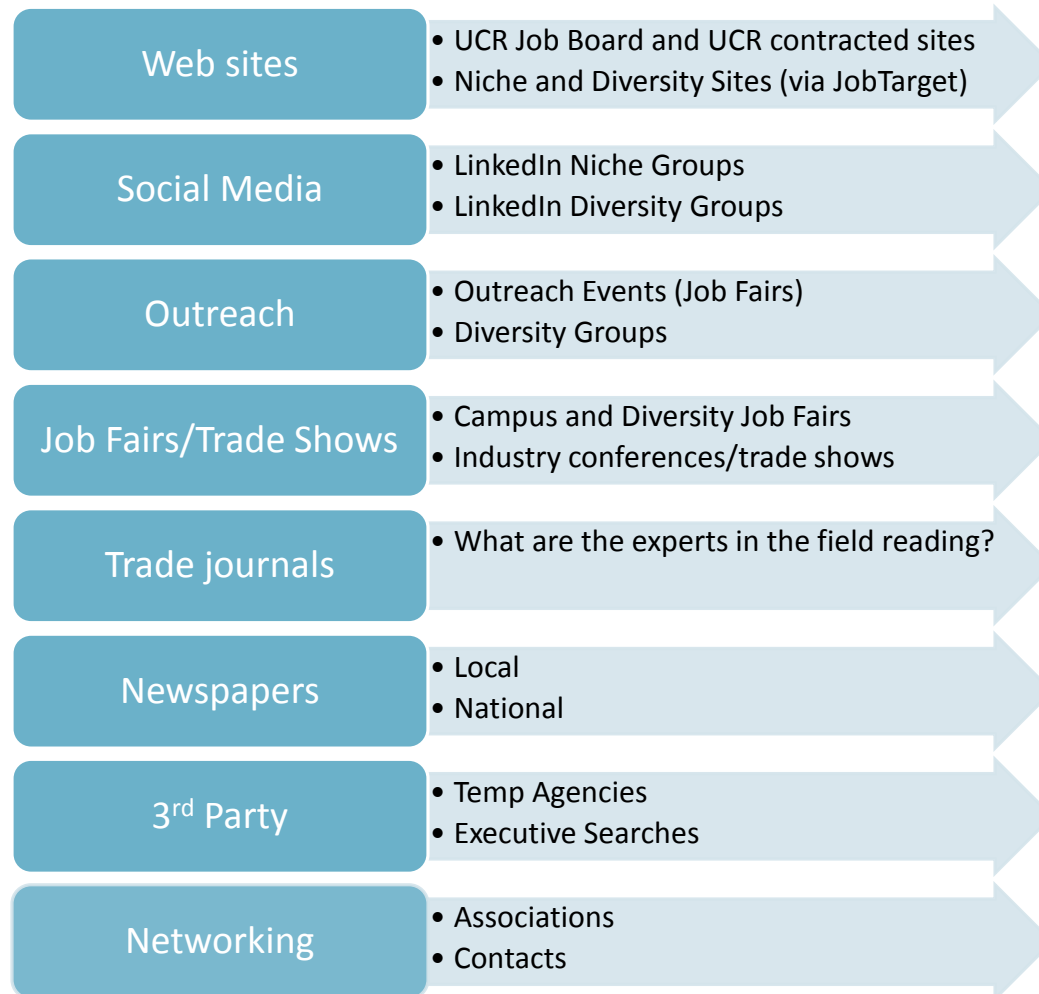 Web sites
• UCR Job Board and UCR contracted sites
• Niche and Diversity Sites (via JobTarget)
Social Media
• LinkedIn Niche Groups
• LinkedIn Diversity Groups
Outreach
• Outreach Events (Job Fairs)
• Diversity Groups
Job Fairs/Trade Shows
• Campus and Diversity Job Fairs
• Industry conferences/trade shows
Trade journals
• What are the experts in the field reading?
Newspapers
• Local
• National
3rd Party
• Temp Agencies
• Executive Searches
Networking
• Associations
• Contacts